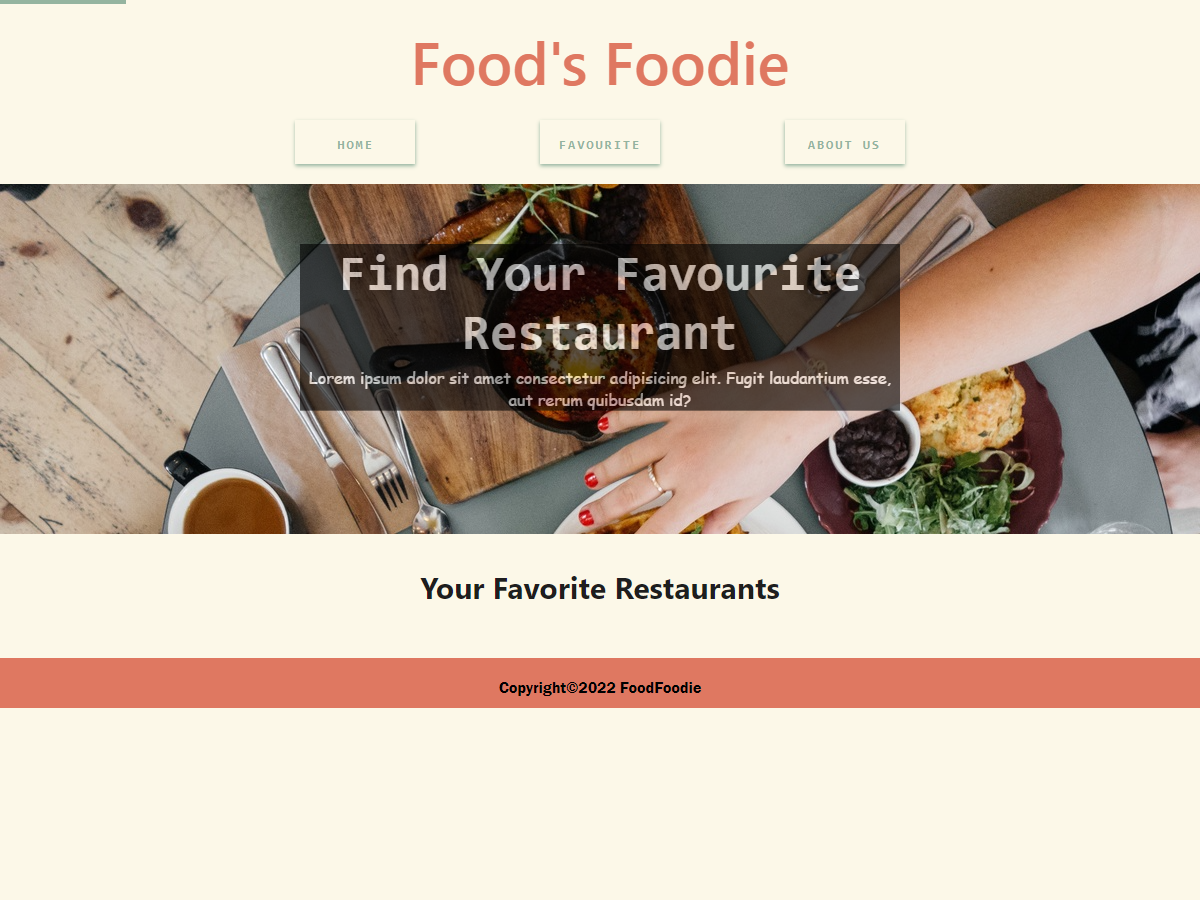 Food's Foodie
HOME
FAVOURITE
ABOUT US
Find Your Favourite
Restaurant
Lorem ipsum dolor sit amet consectetur adipisicing elit. Fugit laudantium esse,
aut rerum quibusdam id?
Your Favorite Restaurants
Copyright©2022 FoodFoodie